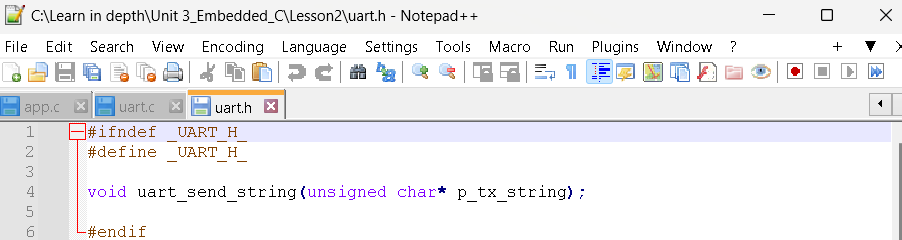 C:\Learn in depth\Unit 3_Embedded_C\Lesson2\uart.h - Notepad++
File Edit Search View Encoding Language Settings Tools Macro Run Plugins Window ? + ▼ X
app.c uart.c uart.h
1 #ifndef _UART_H_
2 #define _UART_H_
3
4 void uart_send_string(unsigned char* p_tx_string);
5
6 #endif